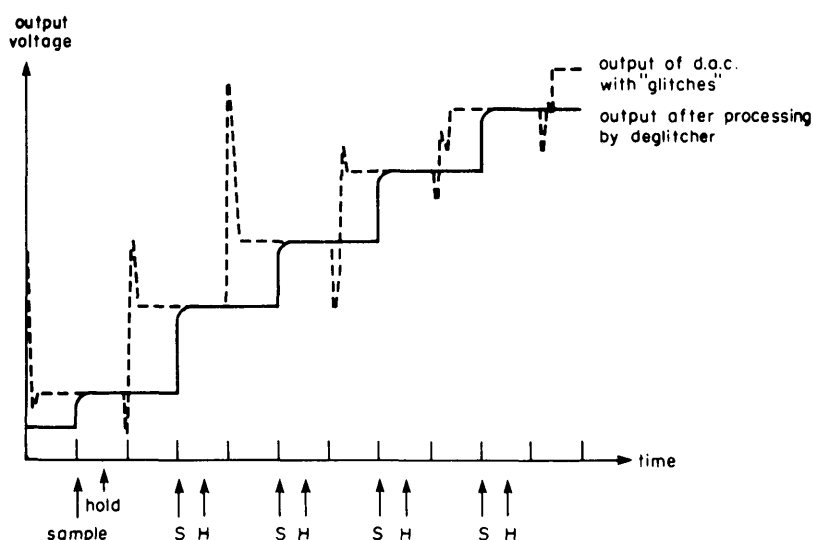 output
voltage
output of d.a.c.
with "glitches"
output after processing
by deglitcher
time
hold
sample
S H
S H
S H
S H